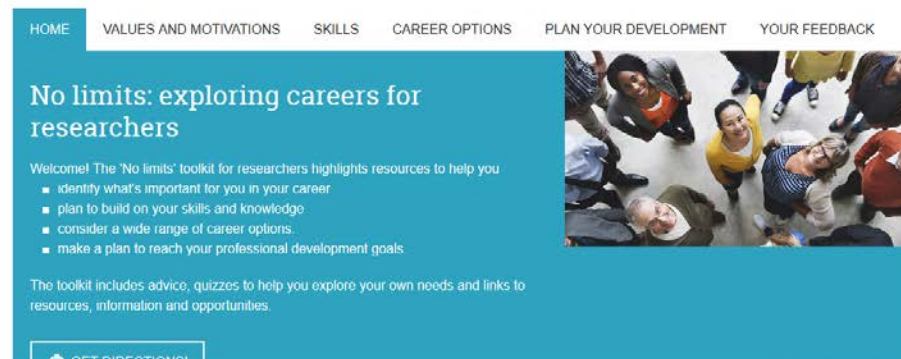 HOME VALUES AND MOTIVATIONS SKILLS CAREER OPTIONS PLAN YOUR DEVELOPMENT YOUR FEEDBACK
No limits: exploring careers for
researchers
Welcome! The 'No limits' toolkit for researchers highlights resources to help you
identify what's important for you in your career
plan to build on your skills and knowledge
consider a wide range of career options.
make a plan to reach your professional development goals
The toolkit includes advice, quizzes to help you explore your own needs and links to
resources, information and opportunities.
GET DIRECTIONS!